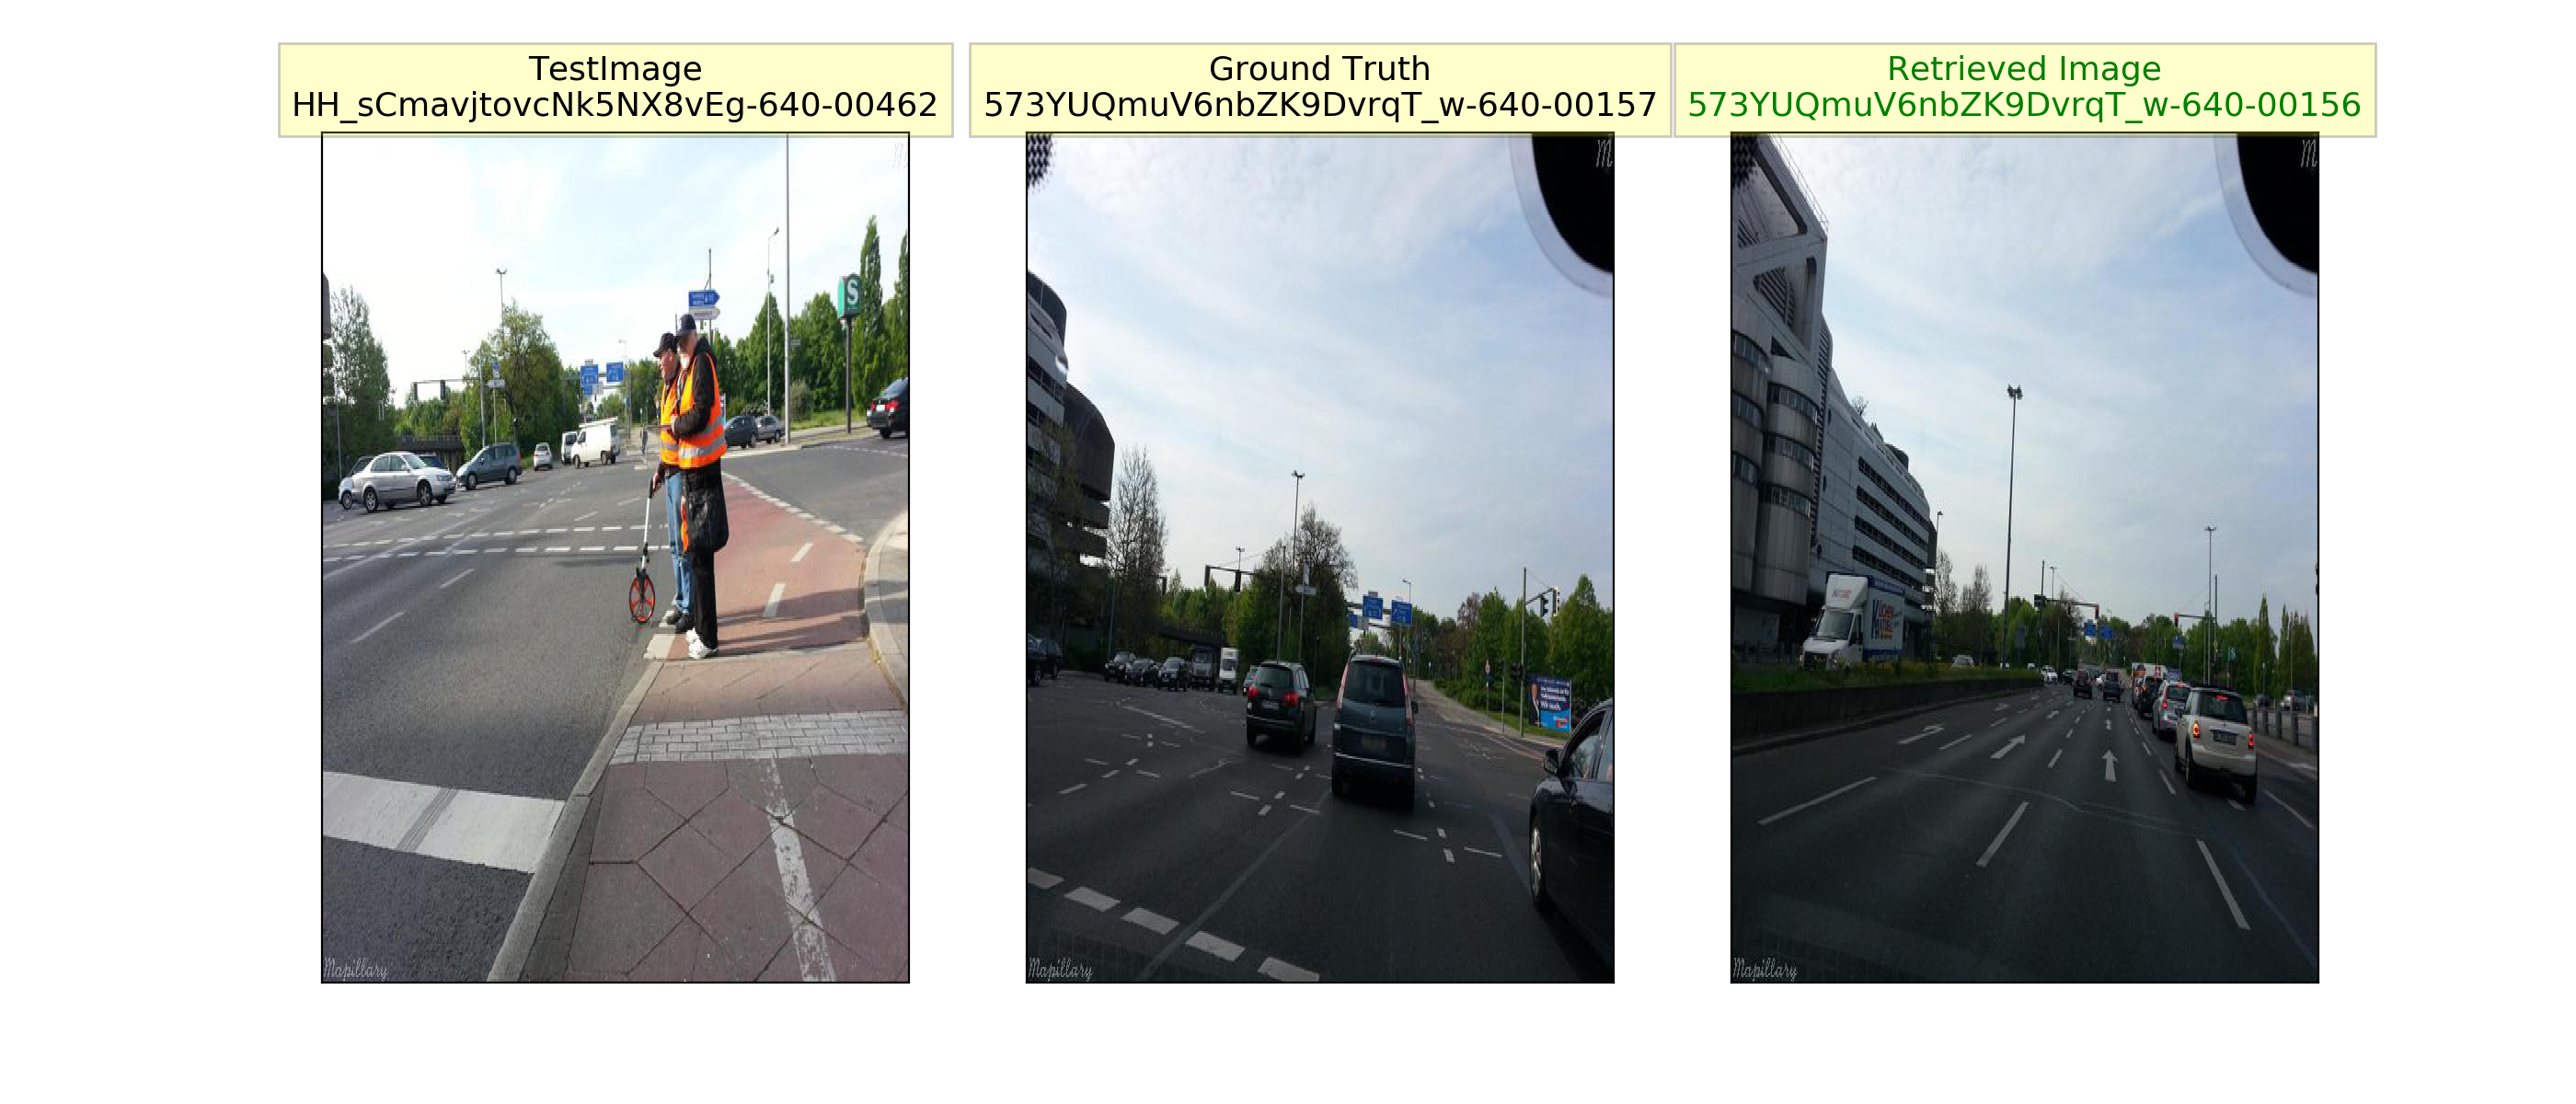 TestImage
HH_sCmavjtovcNk5NX8vEg-640-00462
Ground Truth
573YUQmuV6nbZK9DvrqT_w-640-00157
Retrieved Image
573YUQmuV6nbZK9DvrqT_w-640-00156
S
M
M
Mapillary
Mapillary
Mapillary